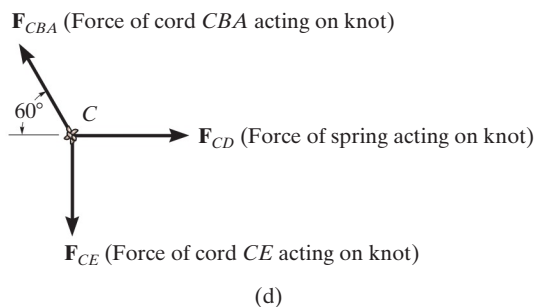 F_CBA (Force of cord CBA acting on knot)
60°
C
F_CD (Force of spring acting on knot)
F_CE (Force of cord CE acting on knot)
(d)